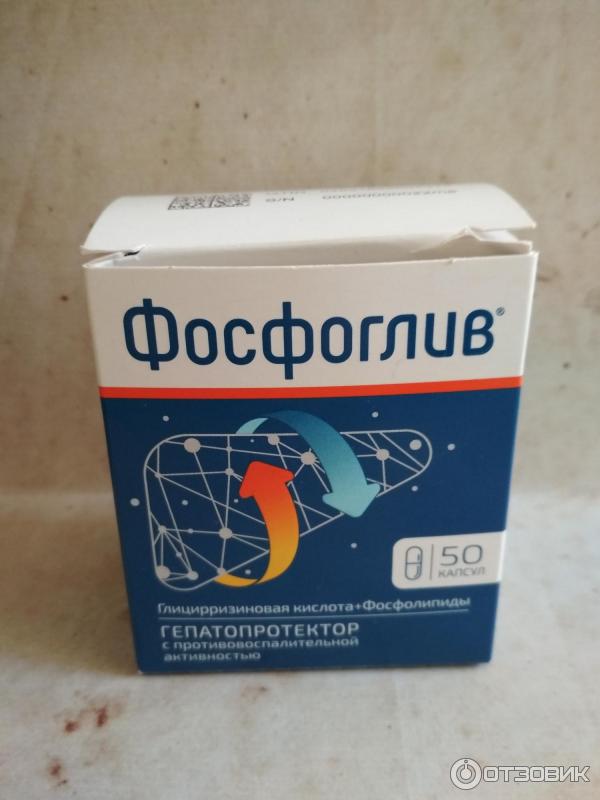 S/N
Фосфоглив®
50
КАПСУЛ
Глицирризиновая кислота+Фосфолипиды
ГЕПАТОПРОТЕКТОР
с противовоспалительной
активностью
ОТЗОВИК